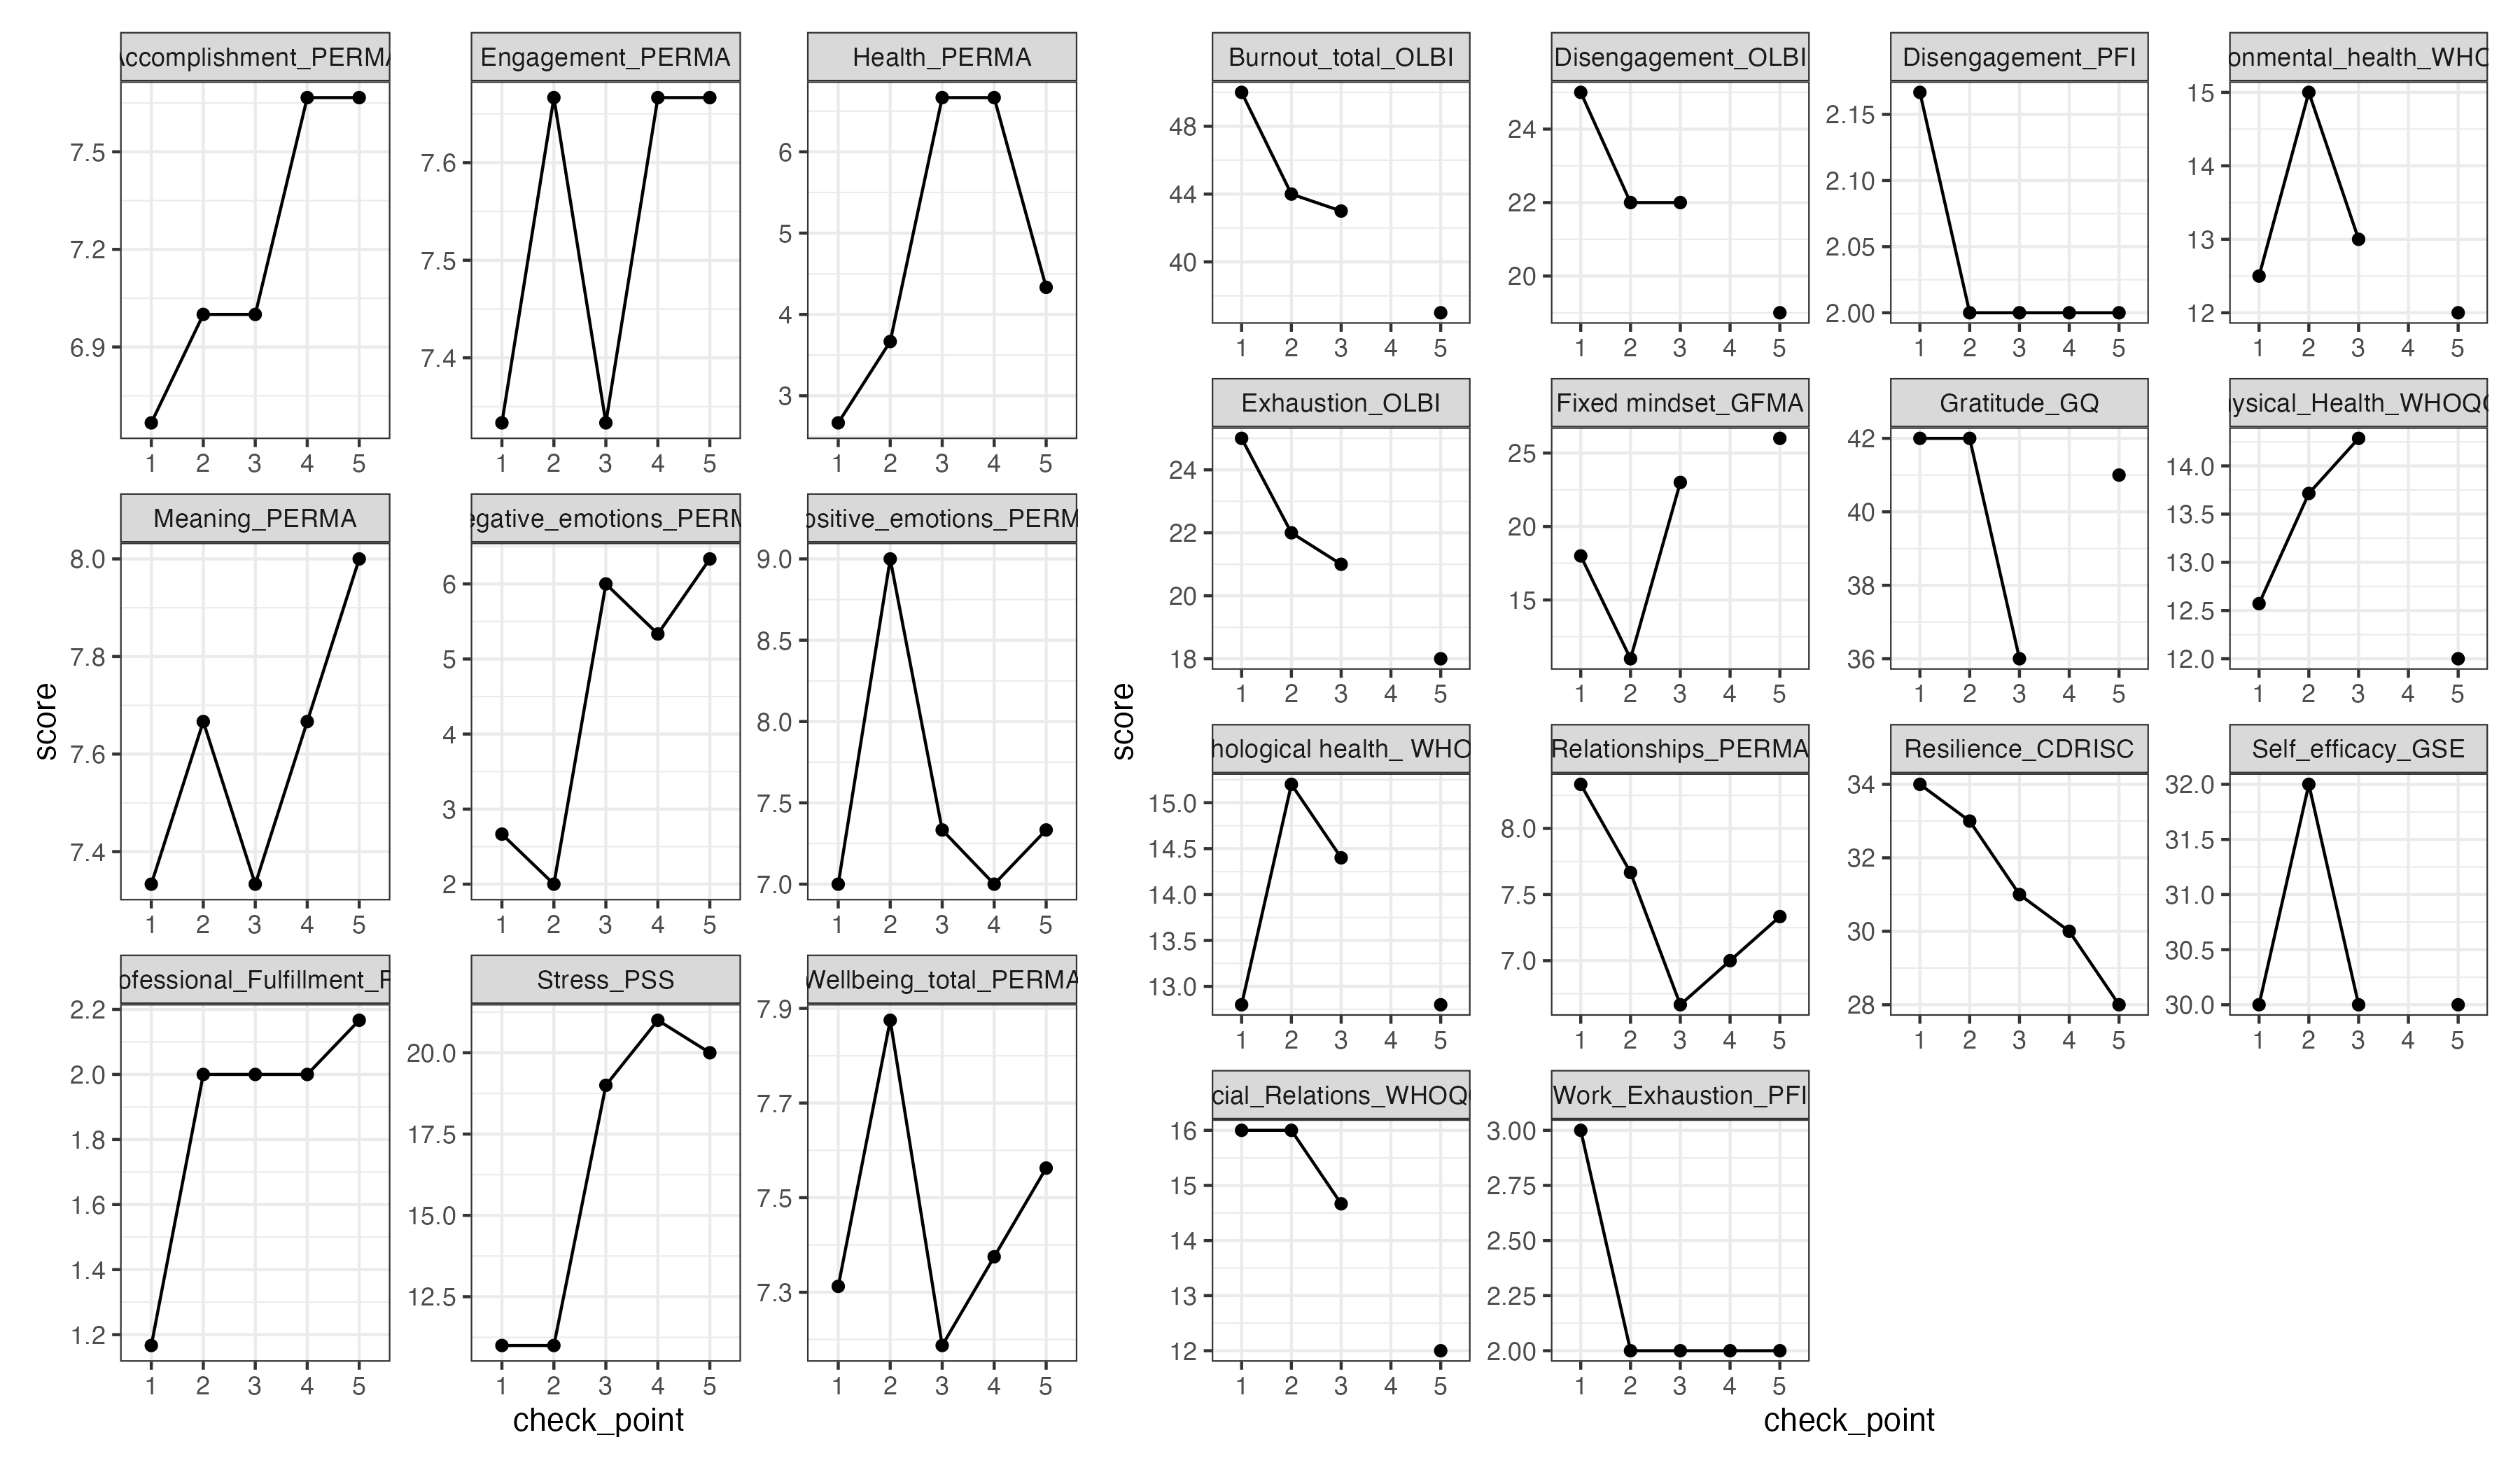 Accomplishment_PERMA
Engagement_PERMA
Health_PERMA
7.5
7.2
6.9
1 2 3 4 5
7.6
7.5
7.4
1 2 3 4 5
6
5
4
3
1 2 3 4 5
Meaning_PERMA
egative_emotions_PERM
ositive_emotions_PERM
8.0
7.8
7.6
7.4
1 2 3 4 5
6
5
4
3
2
1 2 3 4 5
9.0
8.5
8.0
7.5
7.0
1 2 3 4 5
ofessional_Fulfillment_P
Stress_PSS
Wellbeing_total_PERMA
2.2
2.0
1.8
1.6
1.4
1.2
1 2 3 4 5
20.0
17.5
15.0
12.5
1 2 3 4 5
7.9
7.7
7.5
7.3
1 2 3 4 5
score
check_point
Burnout_total_OLBI
Disengagement_OLBI
Disengagement_PFI
onmental_health_WHO
48
44
40
1 2 3 4 5
24
22
20
1 2 3 4 5
2.15
2.10
2.05
2.00
1 2 3 4 5
15
14
13
12
1 2 3 4 5
Exhaustion_OLBI
Fixed mindset_GFMA
Gratitude_GQ
ysical_Health_WHOQO
24
22
20
18
1 2 3 4 5
25
20
15
1 2 3 4 5
42
40
38
36
1 2 3 4 5
14.0
13.5
13.0
12.5
12.0
1 2 3 4 5
hological health_ WHO
Relationships_PERMA
Resilience_CDRISC
Self_efficacy_GSE
15.0
14.5
14.0
13.5
13.0
1 2 3 4 5
8.0
7.5
7.0
1 2 3 4 5
34
32
30
28
1 2 3 4 5
32.0
31.5
31.0
30.5
30.0
1 2 3 4 5
cial_Relations_WHOQO
Work_Exhaustion_PFI
16
15
14
13
12
1 2 3 4 5
3.00
2.75
2.50
2.25
2.00
1 2 3 4 5
score
check_point